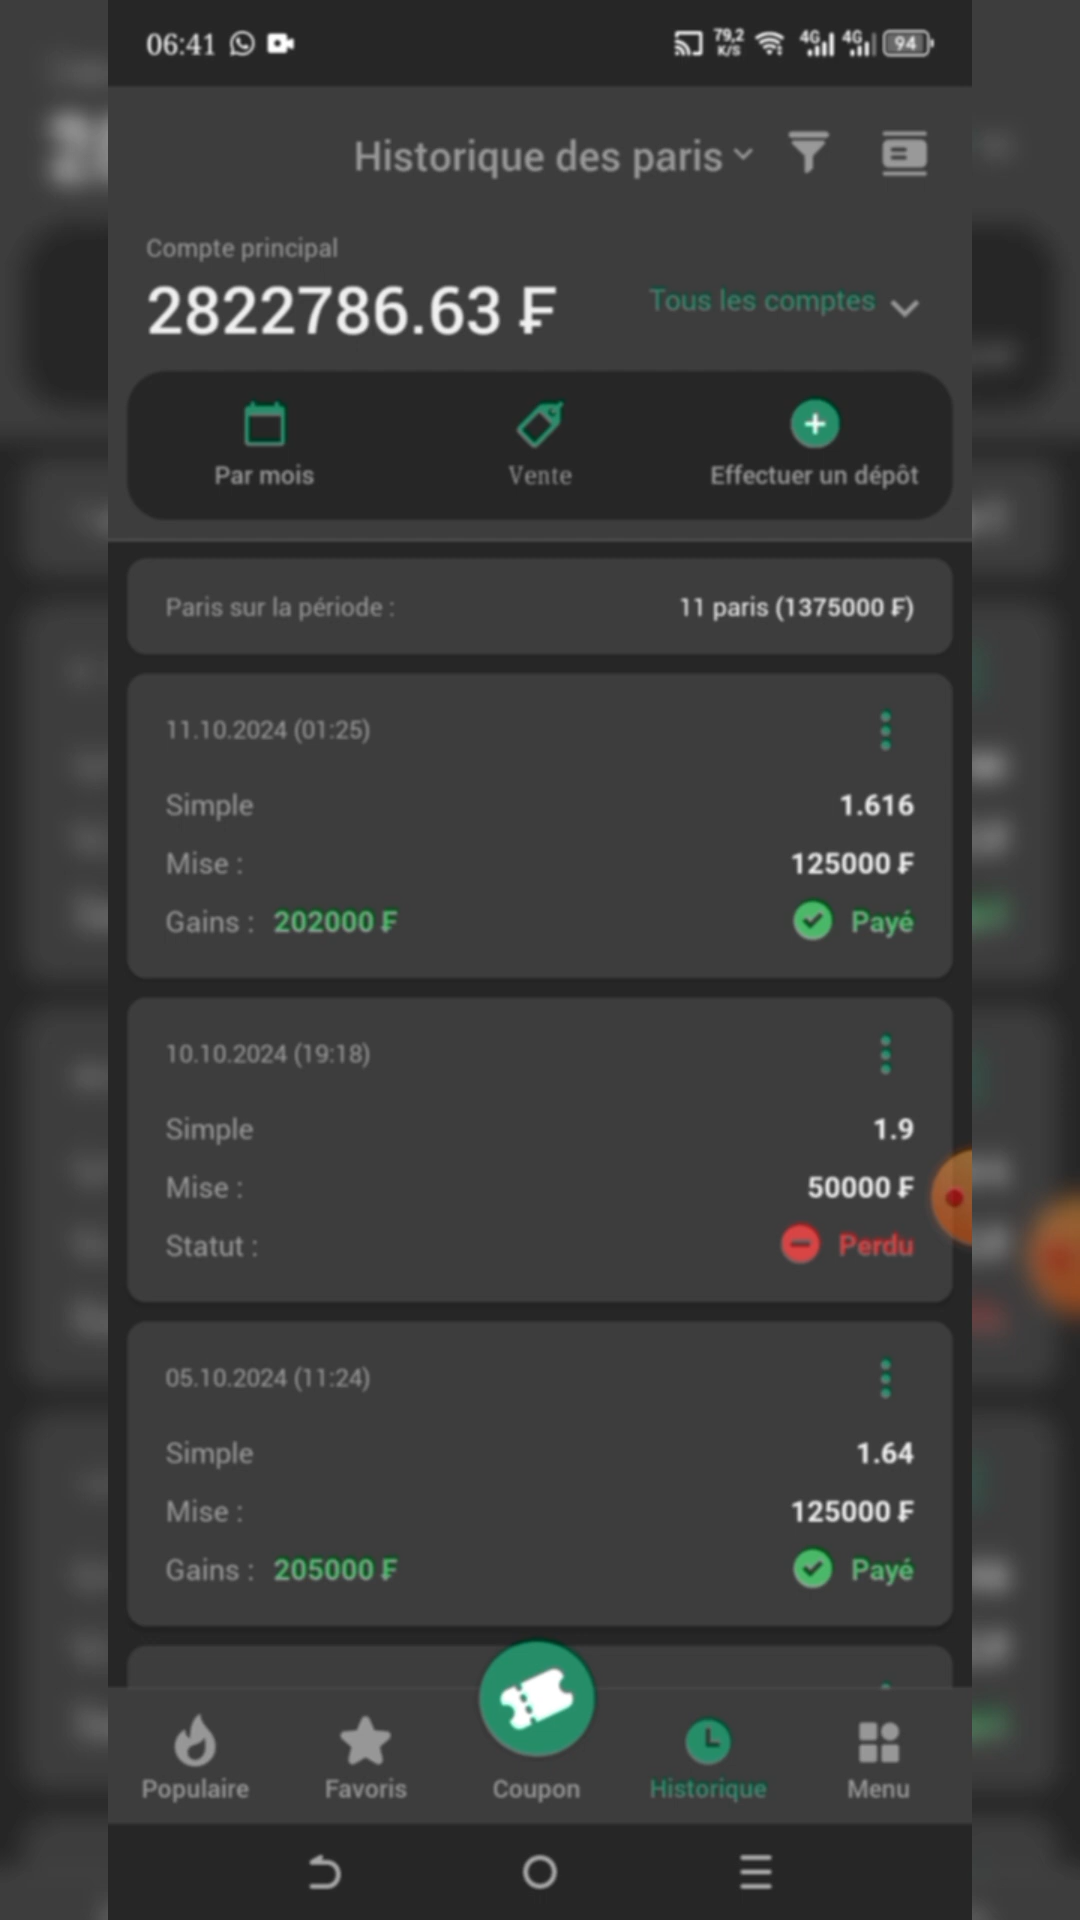 06:41 79,2 K/S 4G 4G 94
Historique des paris
Compte principal
2822786.63 ₣ Tous les comptes
Par mois Vente Effectuer un dépôt
Paris sur la période : 11 paris (1375000 ₣)
11.10.2024 (01:25)
Simple 1.616
Mise : 125000 ₣
Gains : 202000 ₣ Payé
10.10.2024 (19:18)
Simple 1.9
Mise : 50000 ₣
Statut : Perdu
05.10.2024 (11:24)
Simple 1.64
Mise : 125000 ₣
Gains : 205000 ₣ Payé
Populaire Favoris Coupon Historique Menu